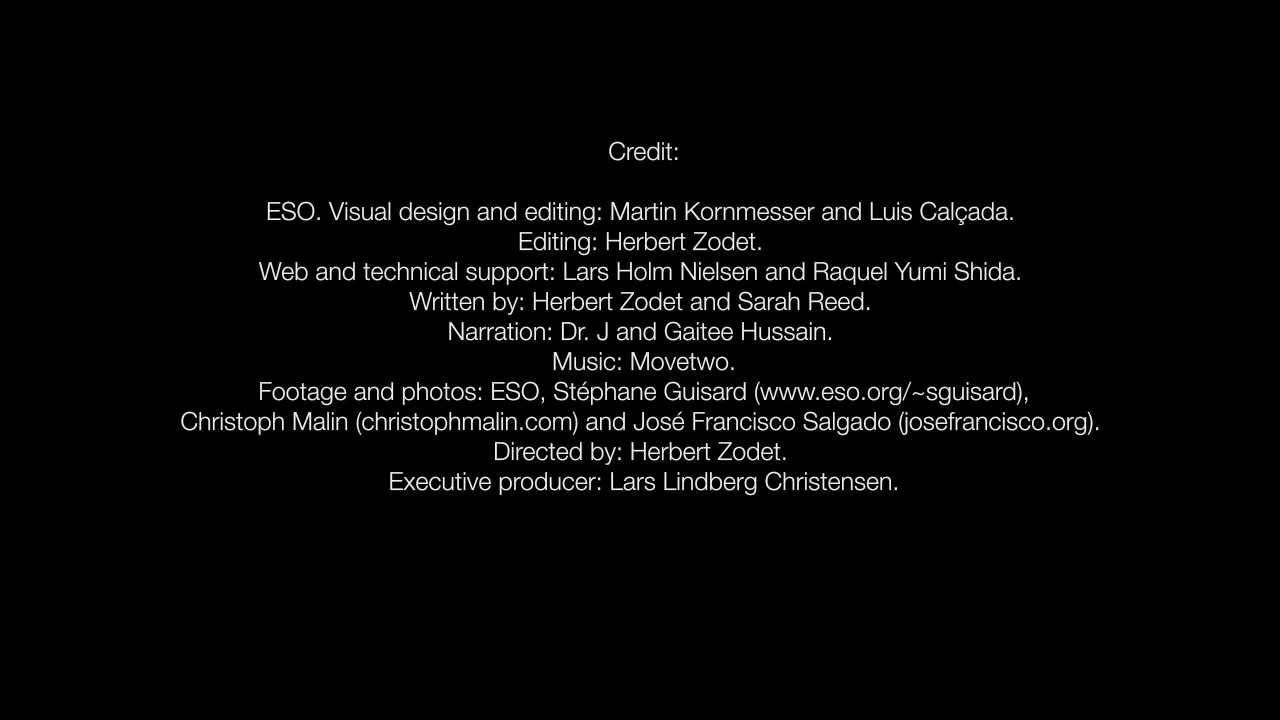 Credit:
ESO. Visual design and editing: Martin Kornmesser and Luis Calçada.
Editing: Herbert Zodet.
Web and technical support: Lars Holm Nielsen and Raquel Yumi Shida.
Written by: Herbert Zodet and Sarah Reed.
Narration: Dr. J and Gaitee Hussain.
Music: Movetwo.
Footage and photos: ESO, Stéphane Guisard (www.eso.org/~sguisard),
Christoph Malin (christophmalin.com) and José Francisco Salgado (josefrancisco.org).
Directed by: Herbert Zodet.
Executive producer: Lars Lindberg Christensen.